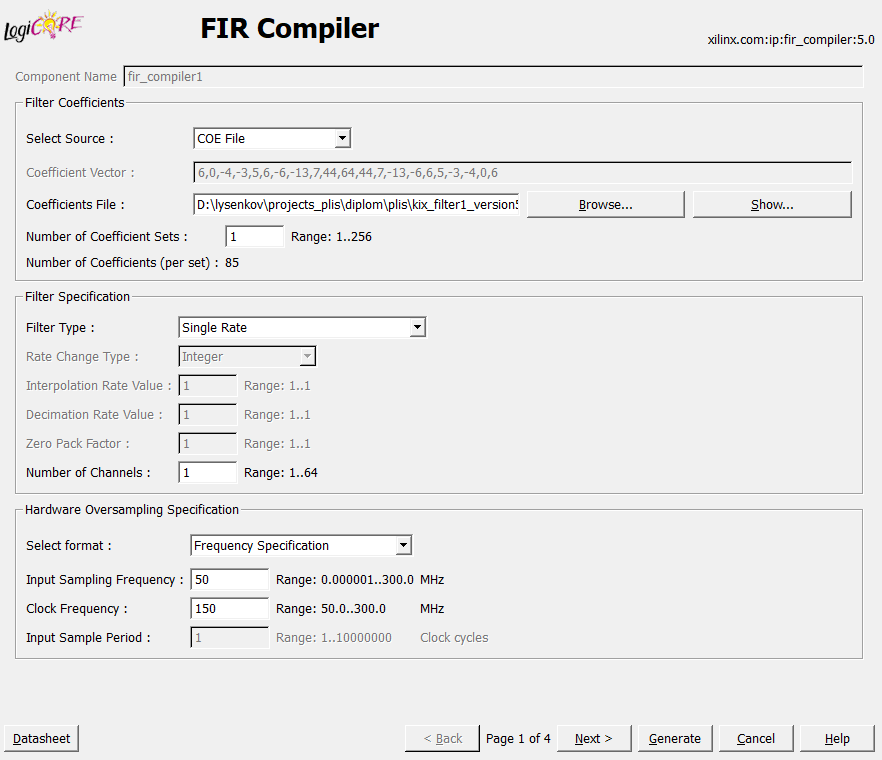 LogiCORE
FIR Compiler
xilinx.com:ip:fir_compiler:5.0
Component Name fir_compiler1
Filter Coefficients
Select Source : COE File
Coefficient Vector : 6,0,-4,-3,5,6,-6,-13,7,44,64,44,7,-13,-6,6,5,-3,-4,0,6
Coefficients File : D:\lysenkov\projects_plis\diplom\plis\kix_filter1_version5 Browse... Show...
Number of Coefficient Sets : 1 Range: 1..256
Number of Coefficients (per set) : 85
Filter Specification
Filter Type : Single Rate
Rate Change Type : Integer
Interpolation Rate Value : 1 Range: 1..1
Decimation Rate Value : 1 Range: 1..1
Zero Pack Factor : 1 Range: 1..1
Number of Channels : 1 Range: 1..64
Hardware Oversampling Specification
Select format : Frequency Specification
Input Sampling Frequency : 50 Range: 0.000001..300.0 MHz
Clock Frequency : 150 Range: 50.0..300.0 MHz
Input Sample Period : 1 Range: 1..10000000 Clock cycles
Datasheet < Back Page 1 of 4 Next > Generate Cancel Help